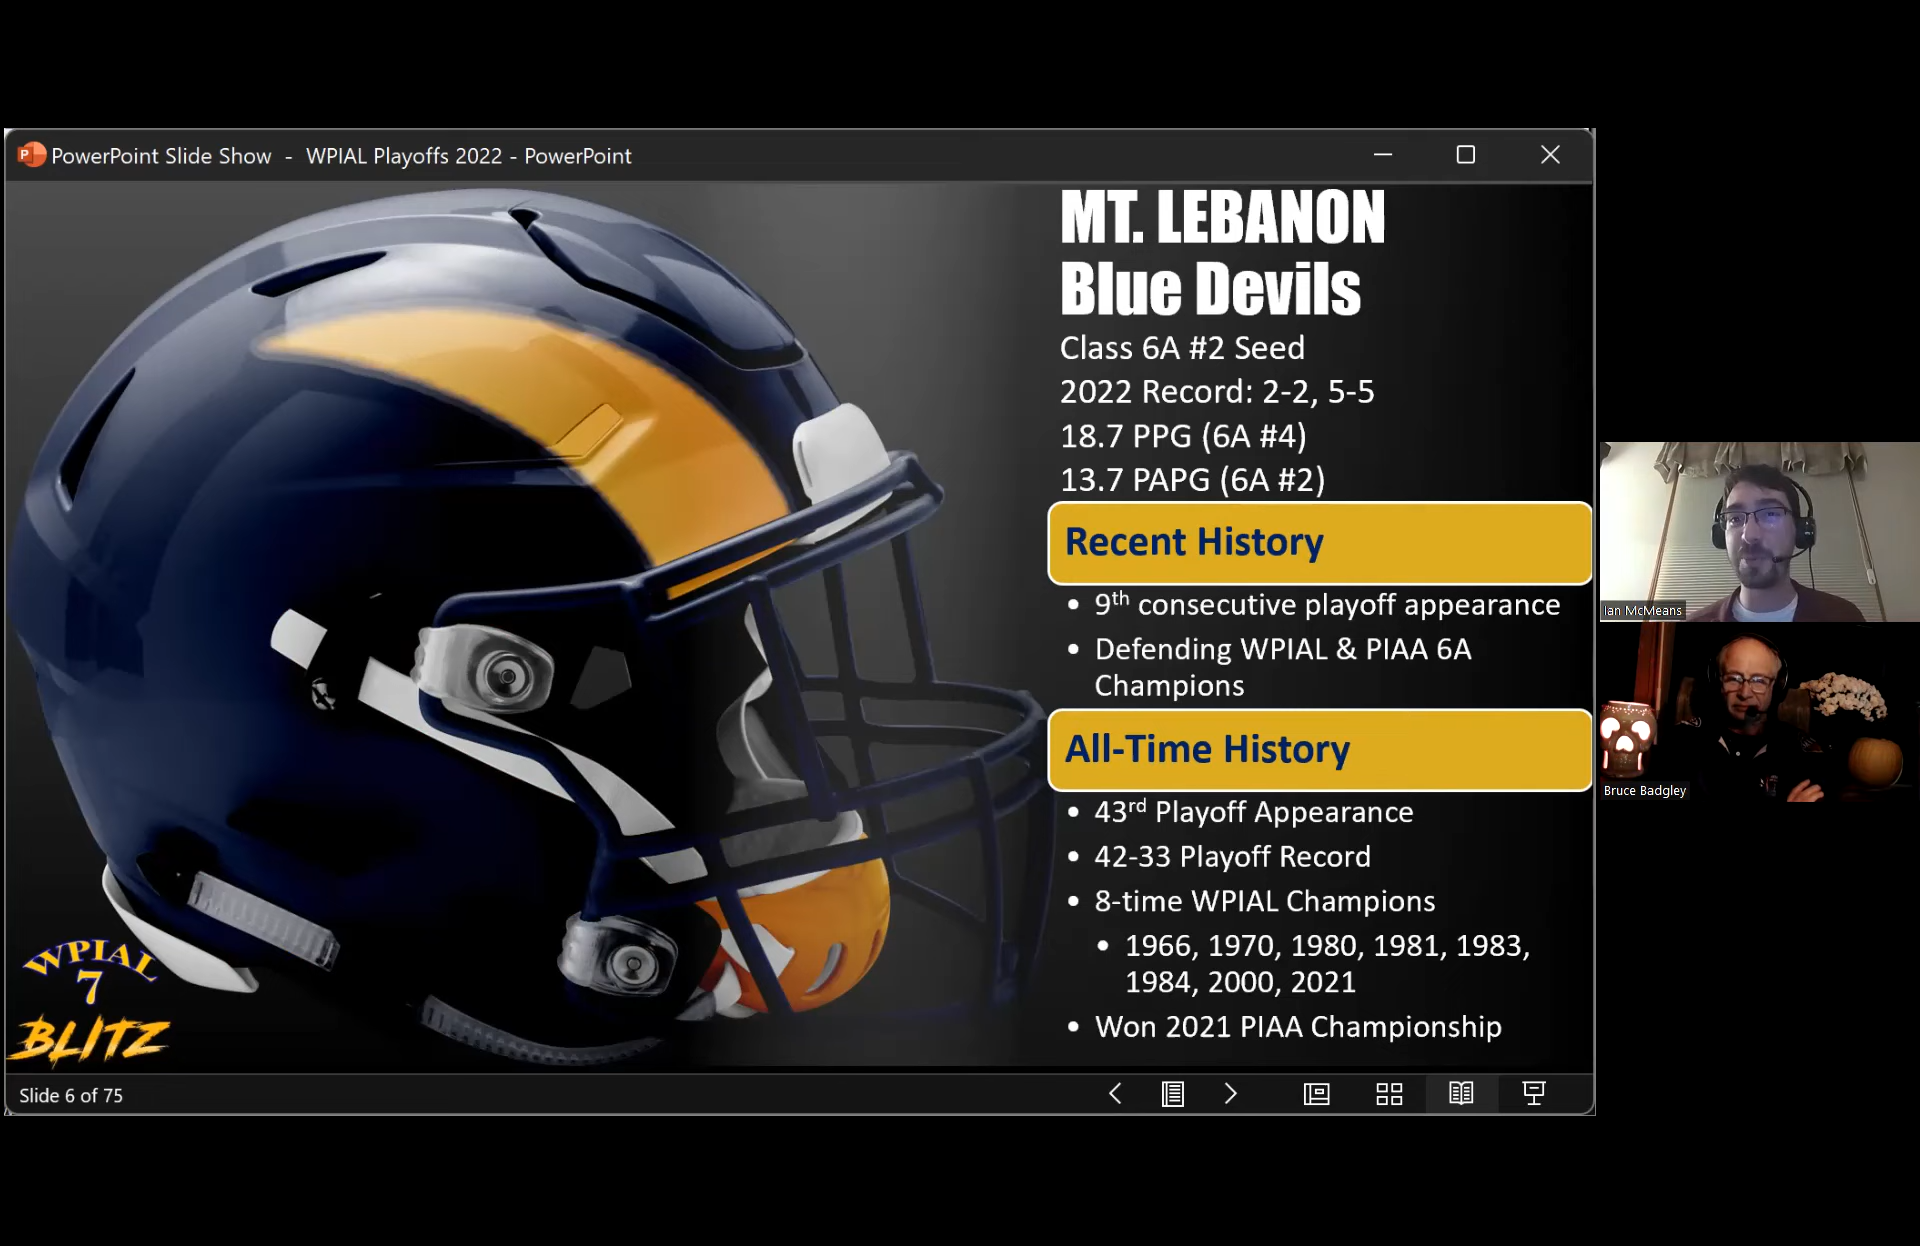 PowerPoint Slide Show - WPIAL Playoffs 2022 - PowerPoint
MT. LEBANON
Blue Devils
Class 6A #2 Seed
2022 Record: 2-2, 5-5
18.7 PPG (6A #4)
13.7 PAPG (6A #2)
Recent History
• 9th consecutive playoff appearance
• Defending WPIAL & PIAA 6A
Champions
All-Time History
• 43rd Playoff Appearance
• 42-33 Playoff Record
• 8-time WPIAL Champions
• 1966, 1970, 1980, 1981, 1983,
1984, 2000, 2021
• Won 2021 PIAA Championship
WPIAL
7
BLITZ
Slide 6 of 75
Ian McMeans
Bruce Badgley